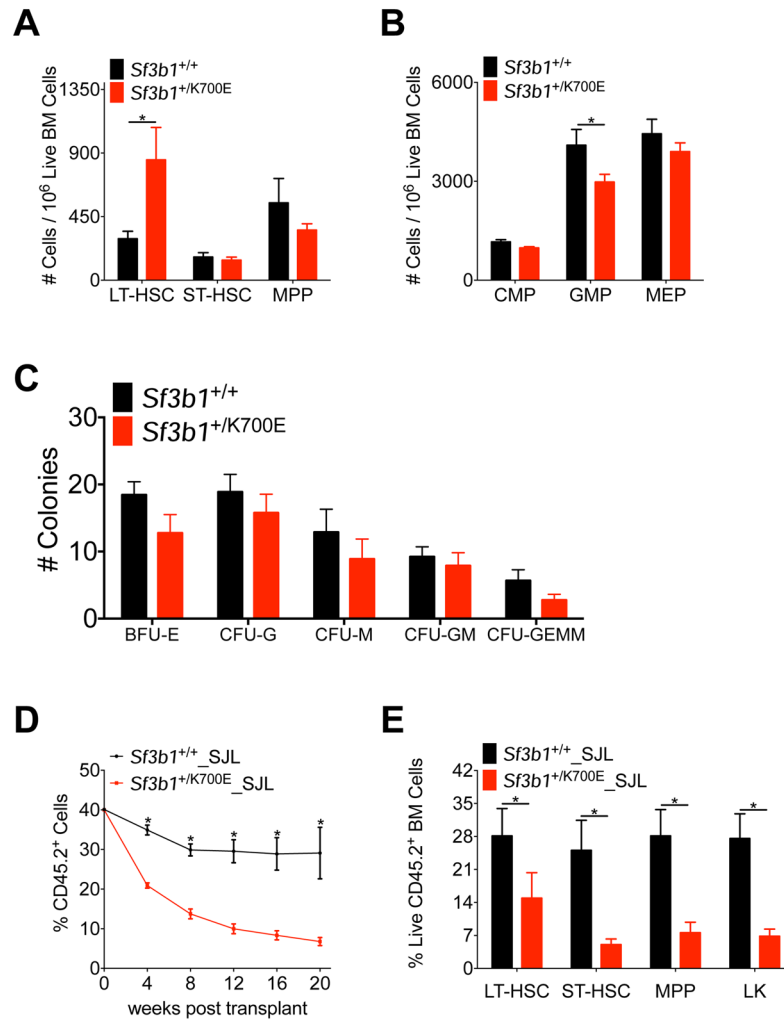 A
Sf3b1+/+
Sf3b1+/K700E
# Cells / 10⁶ Live BM Cells
1350
900
450
0
*
LT-HSC ST-HSC MPP
B
Sf3b1+/+
Sf3b1+/K700E
# Cells / 10⁶ Live BM Cells
6000
3000
0
*
CMP GMP MEP
C
Sf3b1+/+
Sf3b1+/K700E
# Colonies
30
20
10
0
BFU-E CFU-G CFU-M CFU-GM CFU-GEMM
D
Sf3b1+/+_SJL
Sf3b1+/K700E_SJL
% CD45.2+ Cells
50
40
30
20
10
0
* * * * *
0 4 8 12 16 20
weeks post transplant
E
Sf3b1+/+_SJL
Sf3b1+/K700E_SJL
% Live CD45.2+ BM Cells
42
35
28
21
14
7
0
* * * *
LT-HSC ST-HSC MPP LK